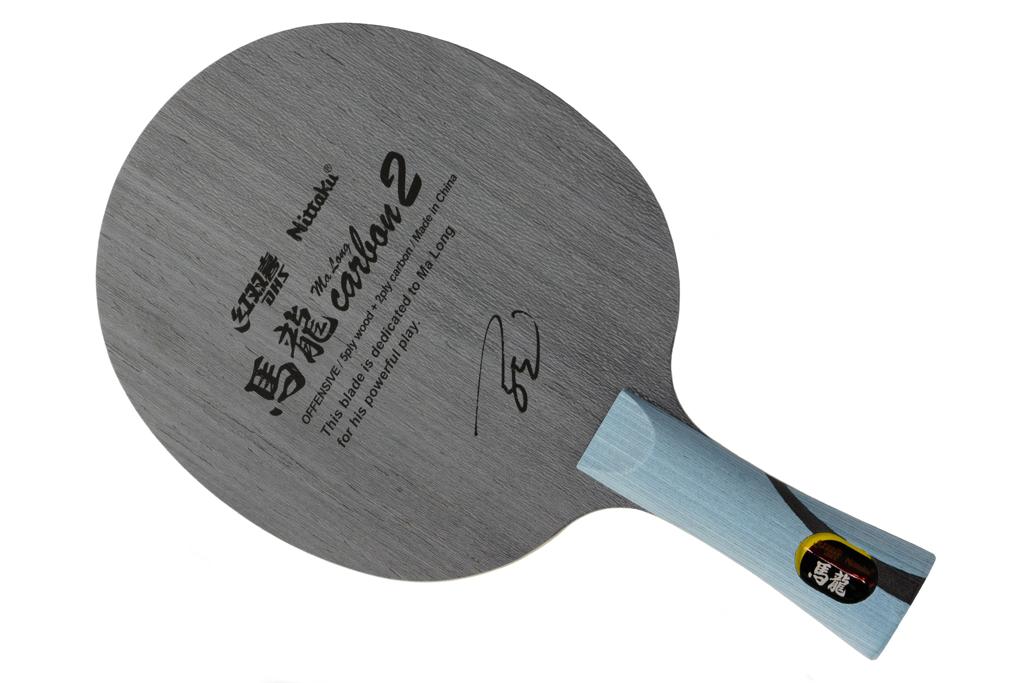 Nittaku®
红双喜
DHS
Ma Long
馬龍 carbon 2
OFFENSIVE / 5ply wood + 2ply carbon / Made in China
This blade is dedicated to Ma Long
for his powerful play.
馬龍